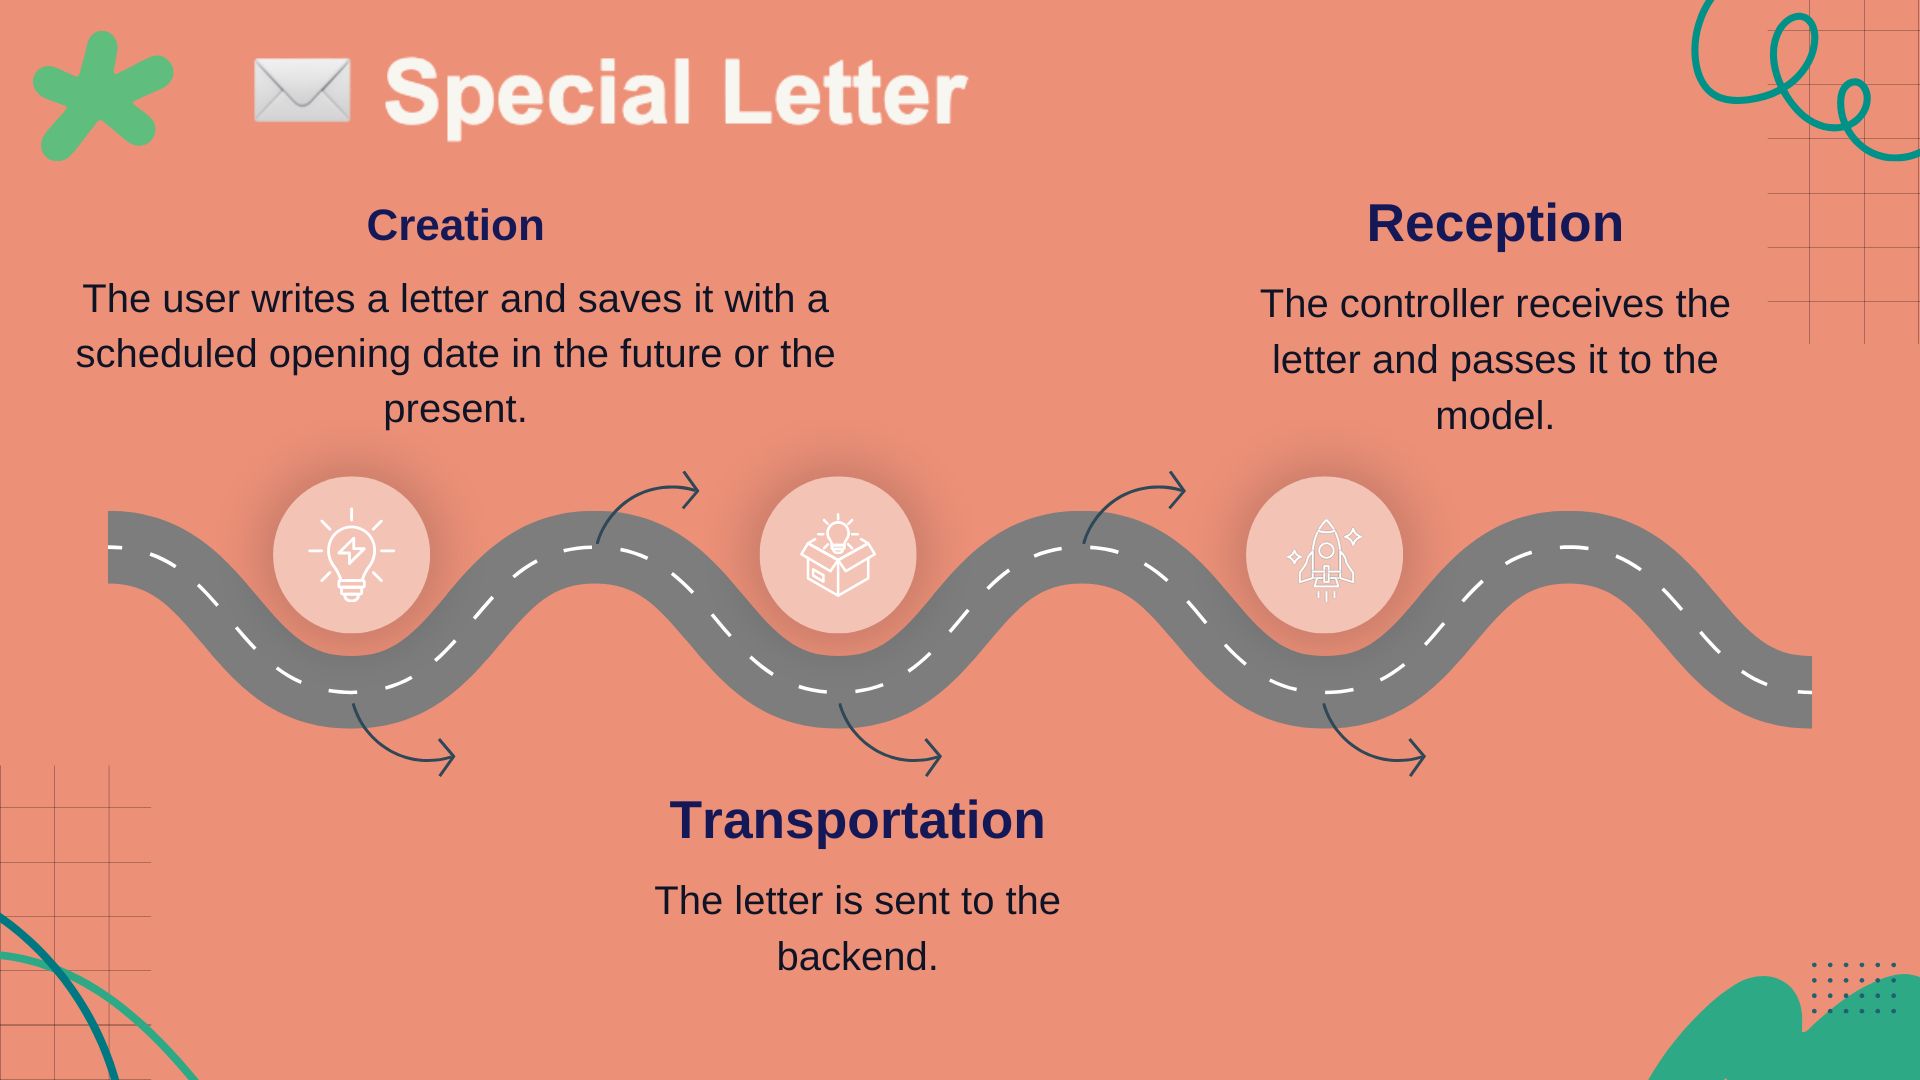 Special Letter
Creation
The user writes a letter and saves it with a
scheduled opening date in the future or the
present.
Reception
The controller receives the
letter and passes it to the
model.
Transportation
The letter is sent to the
backend.